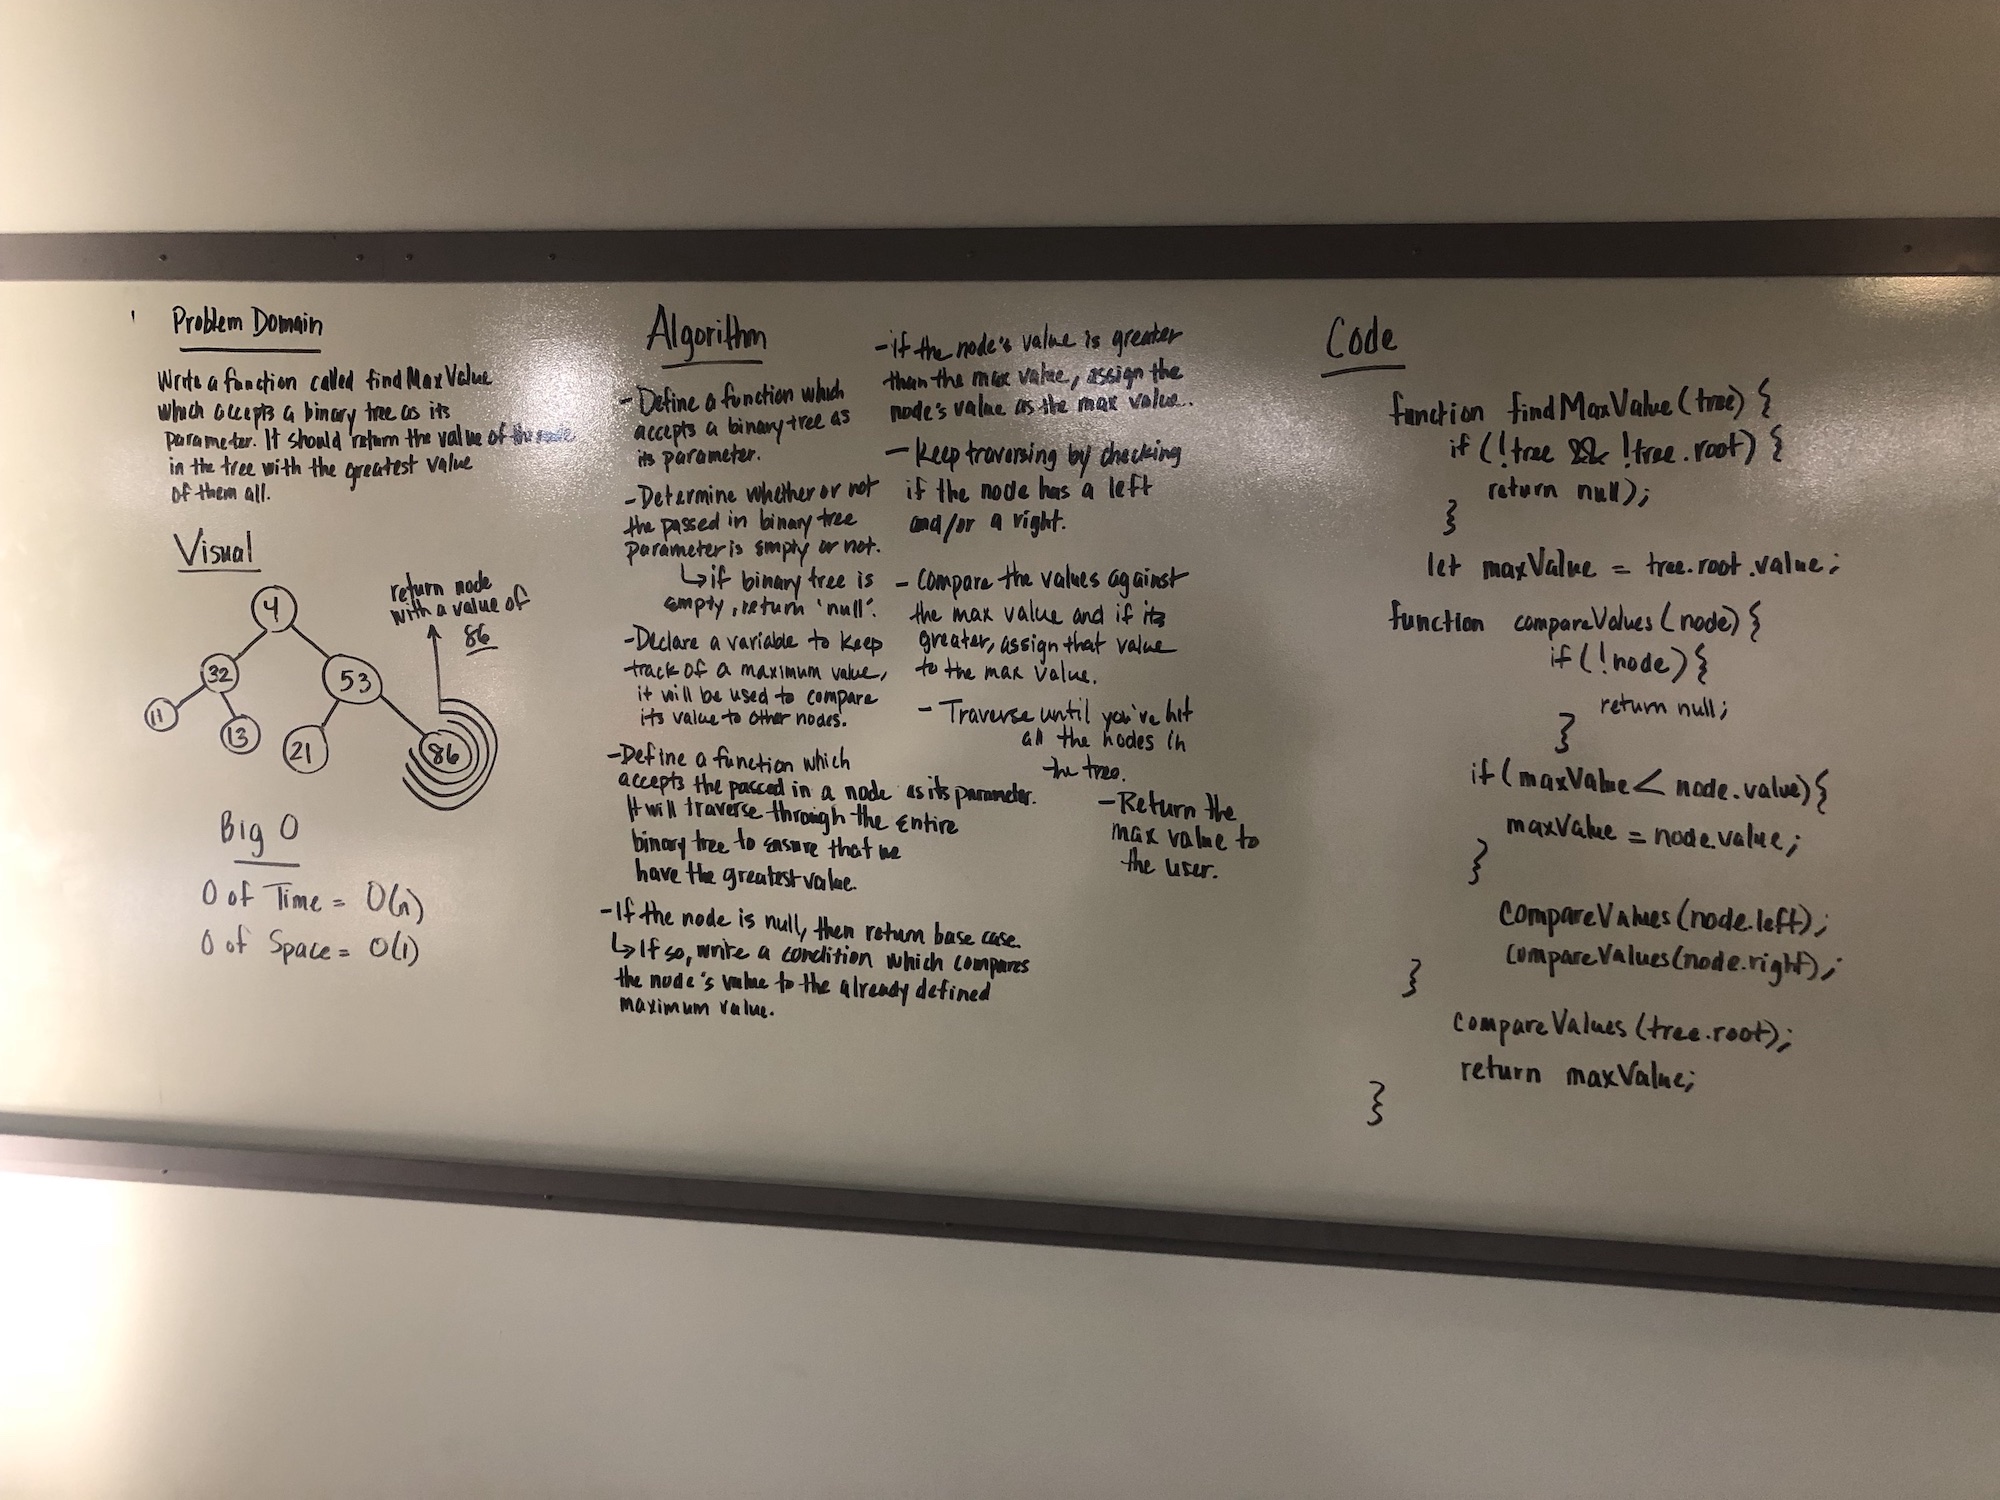 Problem Domain
Write a function called findMaxValue
which accepts a binary tree as its
parameter. It should return the value of the node
in the tree with the greatest value
of them all.
Visual
4
32
53
11
13
21
86
return node
with a value of
86
Big O
O of Time = O(n)
O of Space = O(1)
Algorithm
- Define a function which
accepts a binary tree as
its parameter.
- Determine whether or not
the passed in binary tree
parameter is empty or not.
↳ if binary tree is
empty, return 'null'.
- Declare a variable to keep
track of a maximum value,
it will be used to compare
its value to other nodes.
- Define a function which
accepts the passed in a node as its parameter.
It will traverse through the entire
binary tree to ensure that we
have the greatest value.
- If the node is null, then return base case.
↳ If so, write a condition which compares
the node's value to the already defined
maximum value.
- if the node's value is greater
than the max value, assign the
node's value as the max value.
- Keep traversing by checking
if the node has a left
and/or a right.
- Compare the values against
the max value and if its
greater, assign that value
to the max value.
- Traverse until you've hit
all the nodes in
the tree.
- Return the
max value to
the user.
Code
function findMaxValue(tree) {
if (!tree && !tree.root) {
return null);
}
let maxValue = tree.root.value;
function compareValues(node) {
if (!node) {
return null;
}
if (maxValue < node.value) {
maxValue = node.value;
}
compareValues(node.left);
compareValues(node.right);
}
compareValues(tree.root);
return maxValue;
}